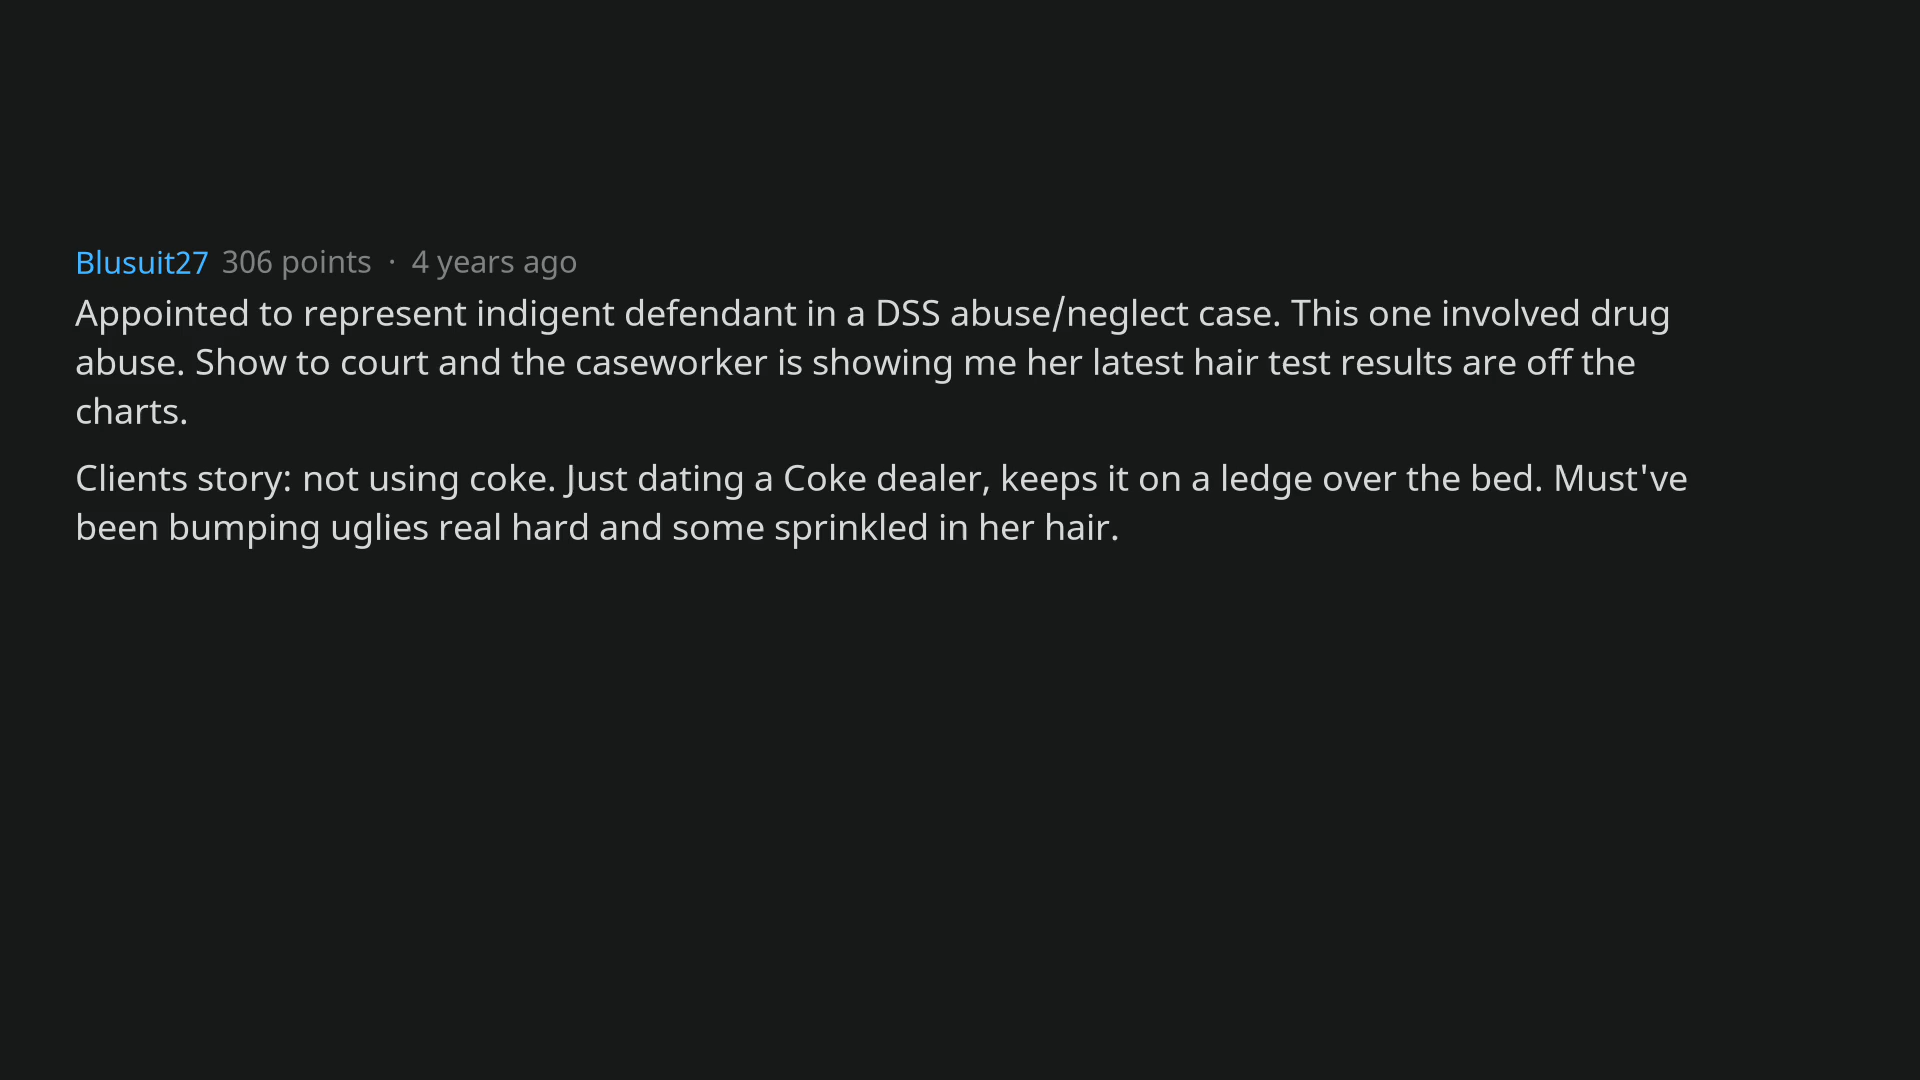 Blusuit27 306 points · 4 years ago
Appointed to represent indigent defendant in a DSS abuse/neglect case. This one involved drug
abuse. Show to court and the caseworker is showing me her latest hair test results are off the
charts.
Clients story: not using coke. Just dating a Coke dealer, keeps it on a ledge over the bed. Must've
been bumping uglies real hard and some sprinkled in her hair.